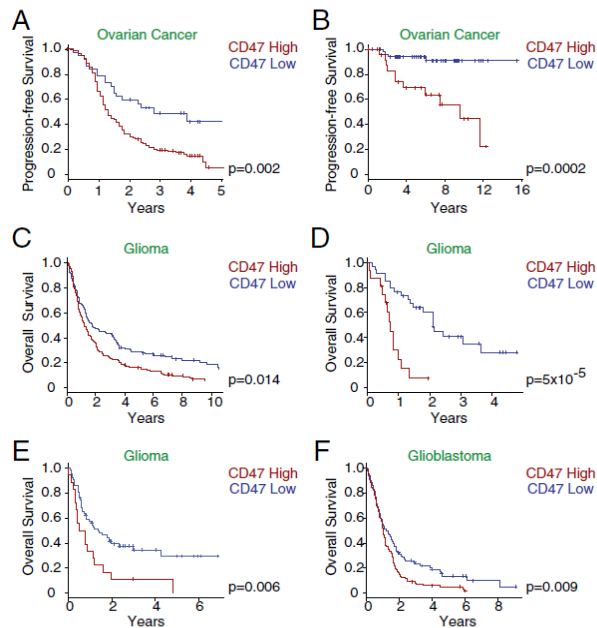 A
Ovarian Cancer
CD47 High
CD47 Low
Progression-free Survival
1.0
0.8
0.6
0.4
0.2
0
0 1 2 3 4 5
Years
p=0.002
B
Ovarian Cancer
CD47 High
CD47 Low
Progression-free Survival
1.0
0.8
0.6
0.4
0.2
0
0 4 8 12 16
Years
p=0.0002
C
Glioma
CD47 High
CD47 Low
Overall Survival
1.0
0.8
0.6
0.4
0.2
0
0 2 4 6 8 10
Years
p=0.014
D
Glioma
CD47 High
CD47 Low
Overall Survival
1.0
0.8
0.6
0.4
0.2
0
0 1 2 3 4
Years
p=5x10-5
E
Glioma
CD47 High
CD47 Low
Overall Survival
1.0
0.8
0.6
0.4
0.2
0
0 2 4 6
Years
p=0.006
F
Glioblastoma
CD47 High
CD47 Low
Overall Survival
1.0
0.8
0.6
0.4
0.2
0
0 2 4 6 8
Years
p=0.009